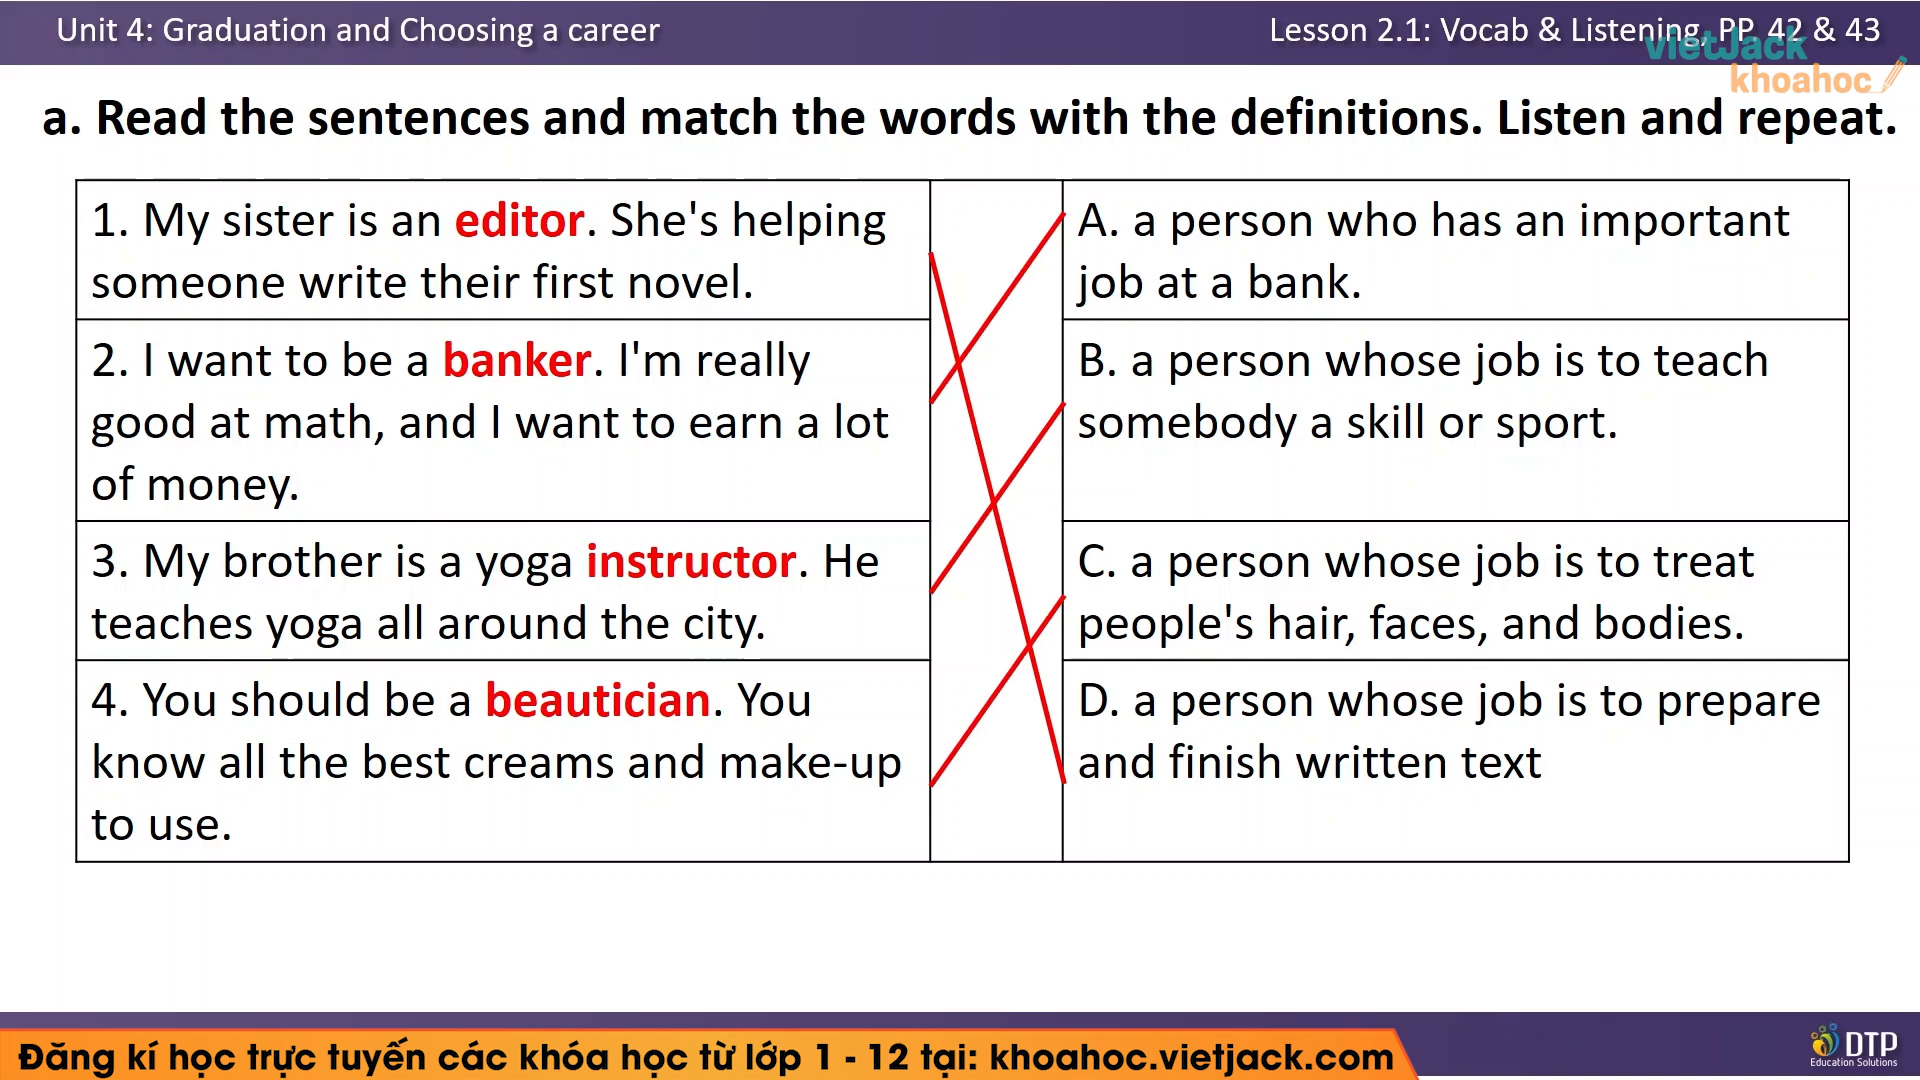 Unit 4: Graduation and Choosing a career
Lesson 2.1: Vocab & Listening, PP. 42 & 43
vietJack
khoahoc
a. Read the sentences and match the words with the definitions. Listen and repeat.
1. My sister is an editor. She's helping
someone write their first novel.
A. a person who has an important
job at a bank.
2. I want to be a banker. I'm really
good at math, and I want to earn a lot
of money.
B. a person whose job is to teach
somebody a skill or sport.
3. My brother is a yoga instructor. He
teaches yoga all around the city.
C. a person whose job is to treat
people's hair, faces, and bodies.
4. You should be a beautician. You
know all the best creams and make-up
to use.
D. a person whose job is to prepare
and finish written text
Đăng kí học trực tuyến các khóa học từ lớp 1 - 12 tại: khoahoc.vietjack.com
DTP
Education Solutions